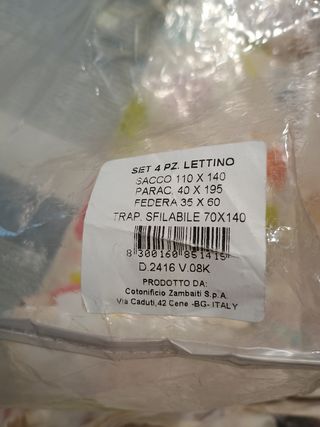 SET 4 PZ. LETTINO
SACCO 110 X 140
PARAC. 40 X 195
FEDERA 35 X 60
TRAP. SFILABILE 70X140
8 300160 851415
D.2416 V.08K
PRODOTTO DA:
Cotonificio Zambaiti S.p.A.
Via Caduti,42 Cene -BG- ITALY